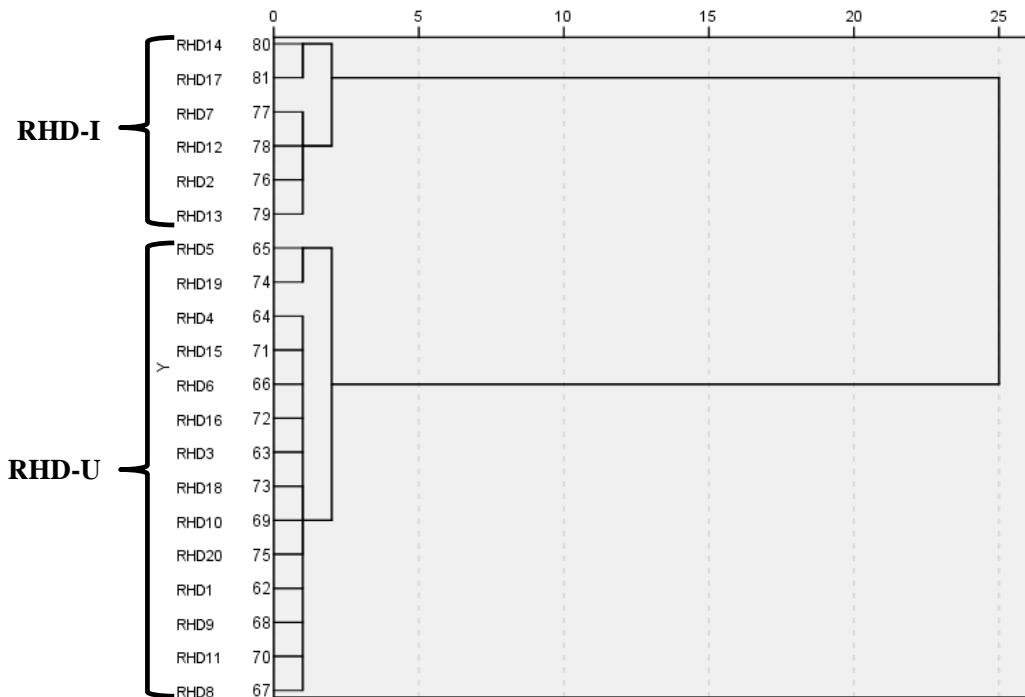 0 5 10 15 20 25
RHD14 80
RHD17 81
RHD7 77
RHD-I
RHD12 78
RHD2 76
RHD13 79
RHD5 65
RHD19 74
RHD4 64
RHD15 71
Y
RHD6 66
RHD16 72
RHD3 63
RHD-U
RHD18 73
RHD10 69
RHD20 75
RHD1 62
RHD9 68
RHD11 70
RHD8 67